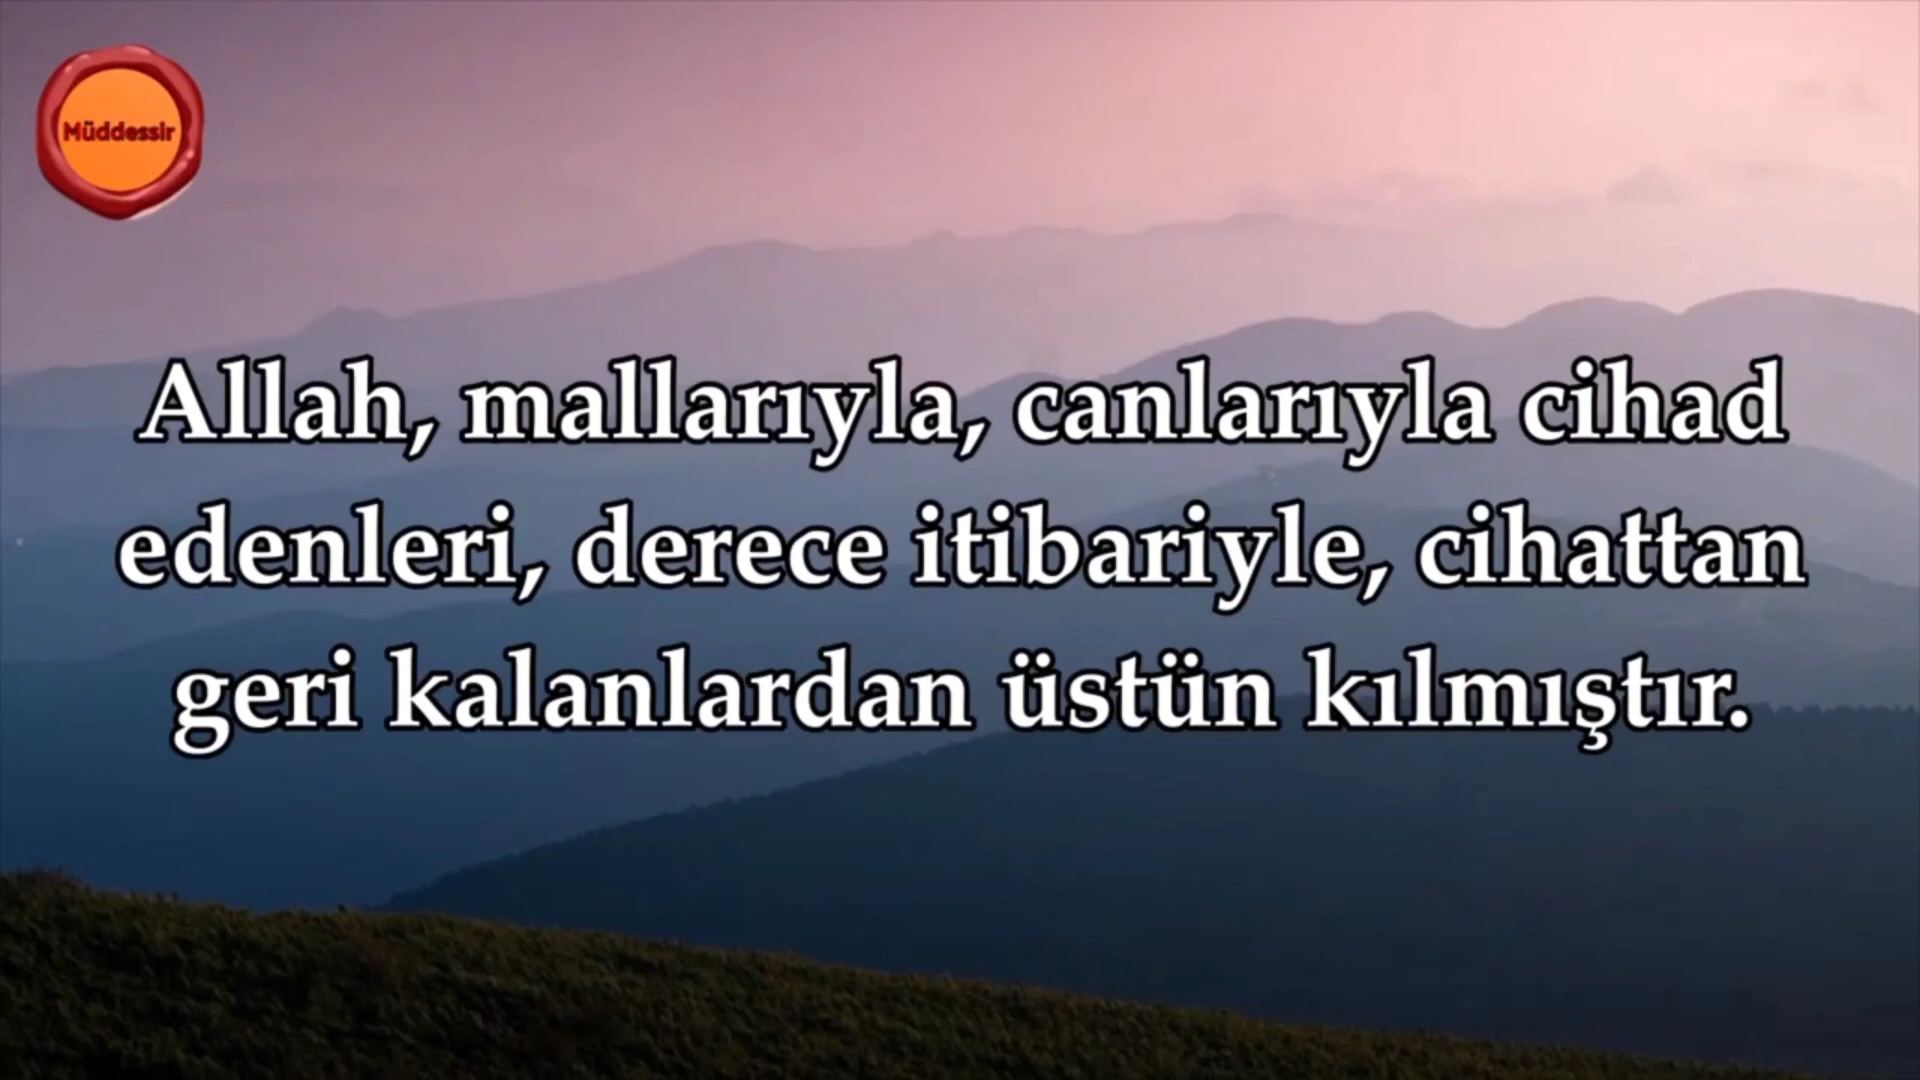 Müddessir
Allah, mallarıyla, canlarıyla cihad
edenleri, derece itibariyle, cihattan
geri kalanlardan üstün kılmıştır.